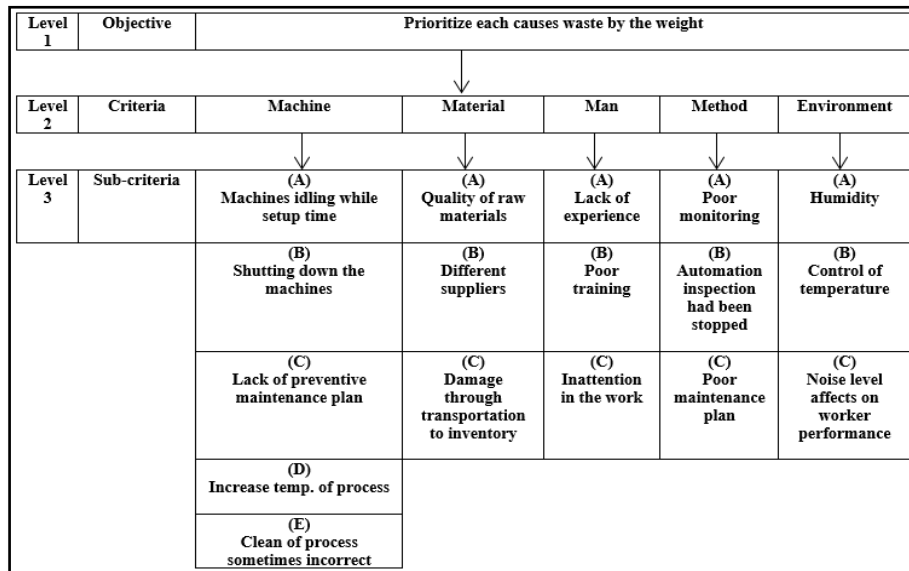 Level
1
Objective
Prioritize each causes waste by the weight
Level
2
Criteria
Machine
Material
Man
Method
Environment
Level
3
Sub-criteria
(A)
Machines idling while
setup time
(A)
Quality of raw
materials
(A)
Lack of
experience
(A)
Poor
monitoring
(A)
Humidity
(B)
Shutting down the
machines
(B)
Different
suppliers
(B)
Poor
training
(B)
Automation
inspection
had been
stopped
(B)
Control of
temperature
(C)
Lack of preventive
maintenance plan
(C)
Damage
through
transportation
to inventory
(C)
Inattention
in the work
(C)
Poor
maintenance
plan
(C)
Noise level
affects on
worker
performance
(D)
Increase temp. of process
(E)
Clean of process
sometimes incorrect